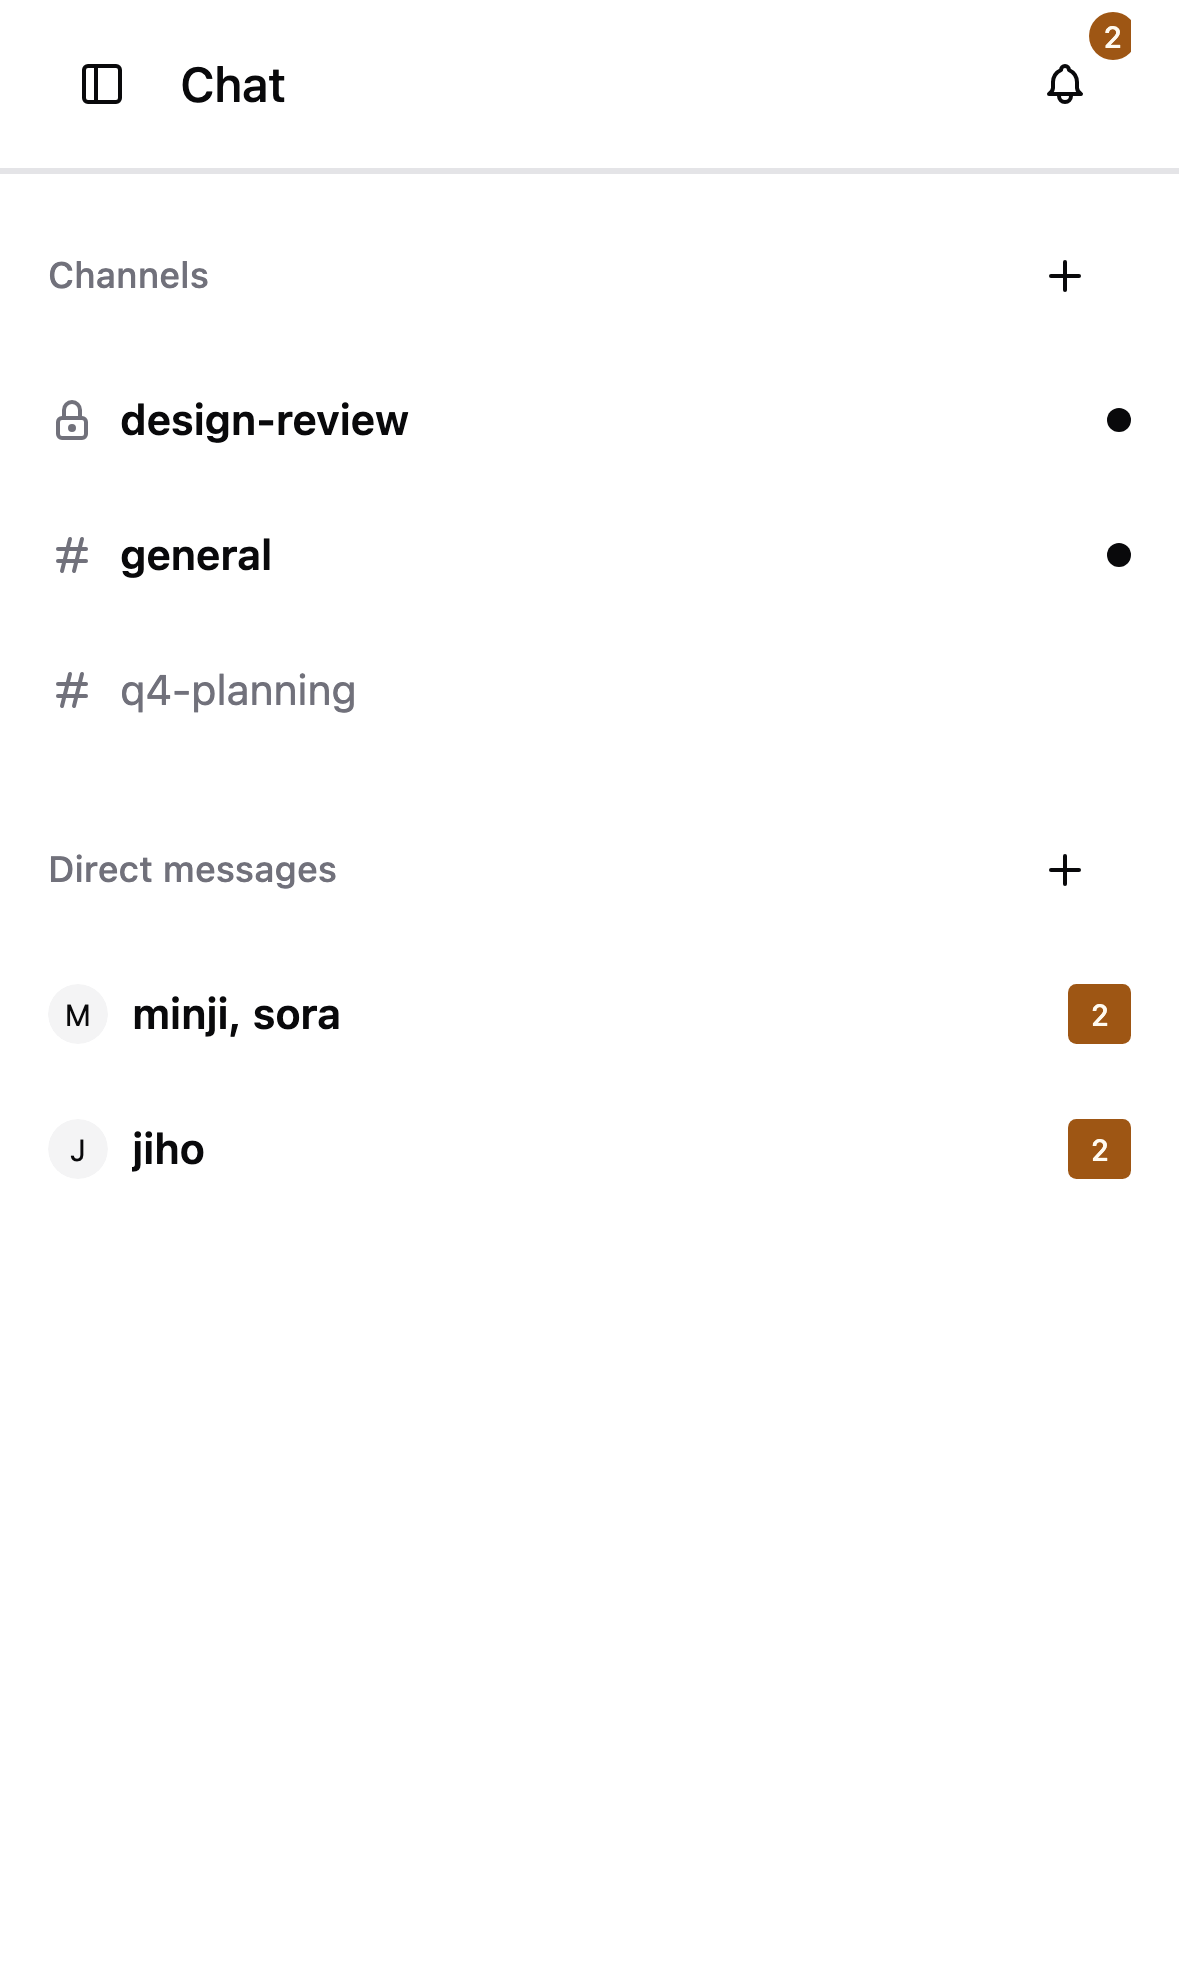 2
Chat
Channels
design-review
# general
# q4-planning
Direct messages
M minji, sora 2
J jiho 2